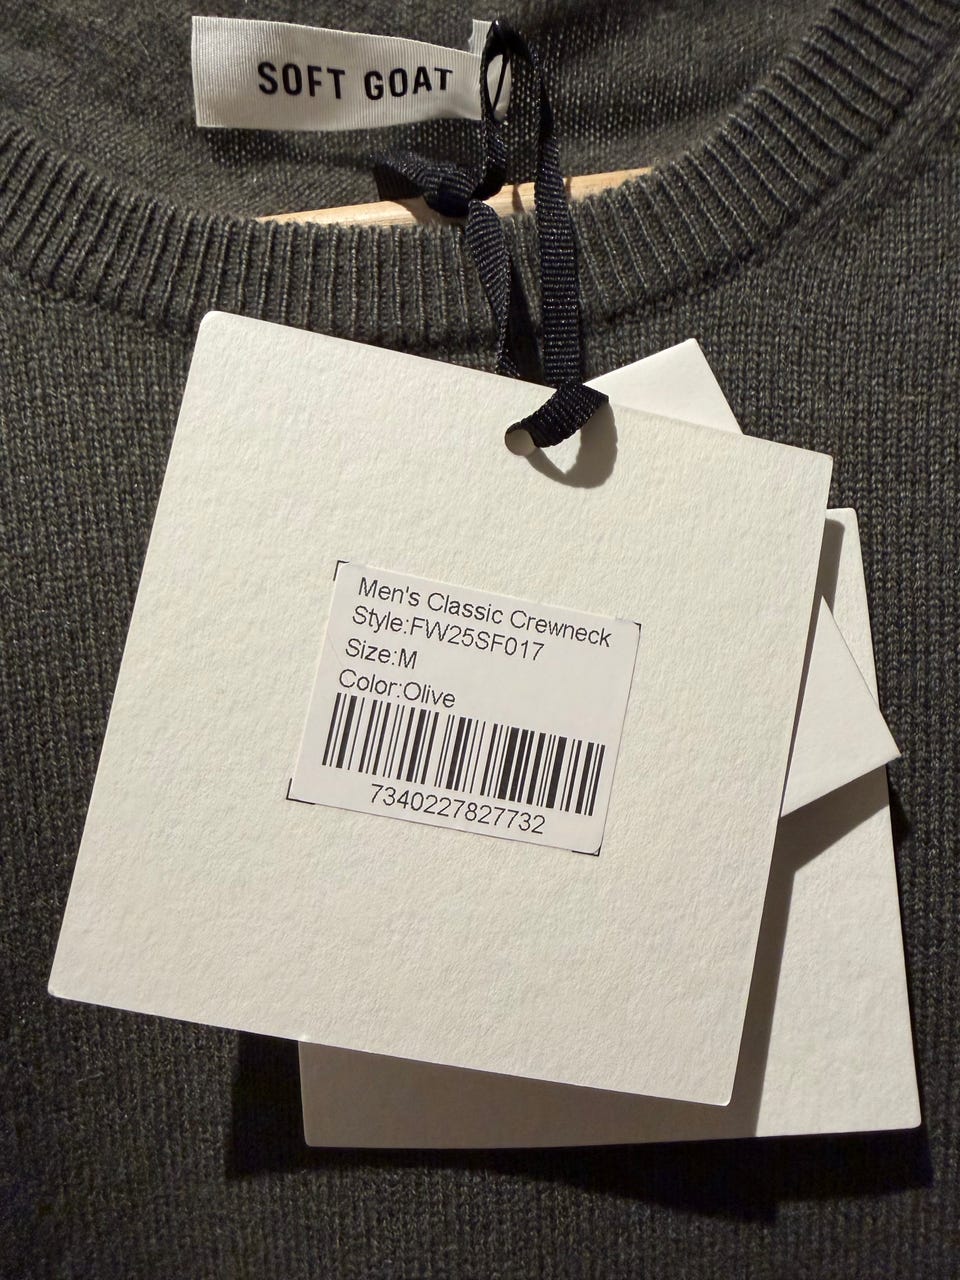 SOFT GOAT
Men's Classic Crewneck
Style:FW25SF017
Size:M
Color:Olive
7340227827732